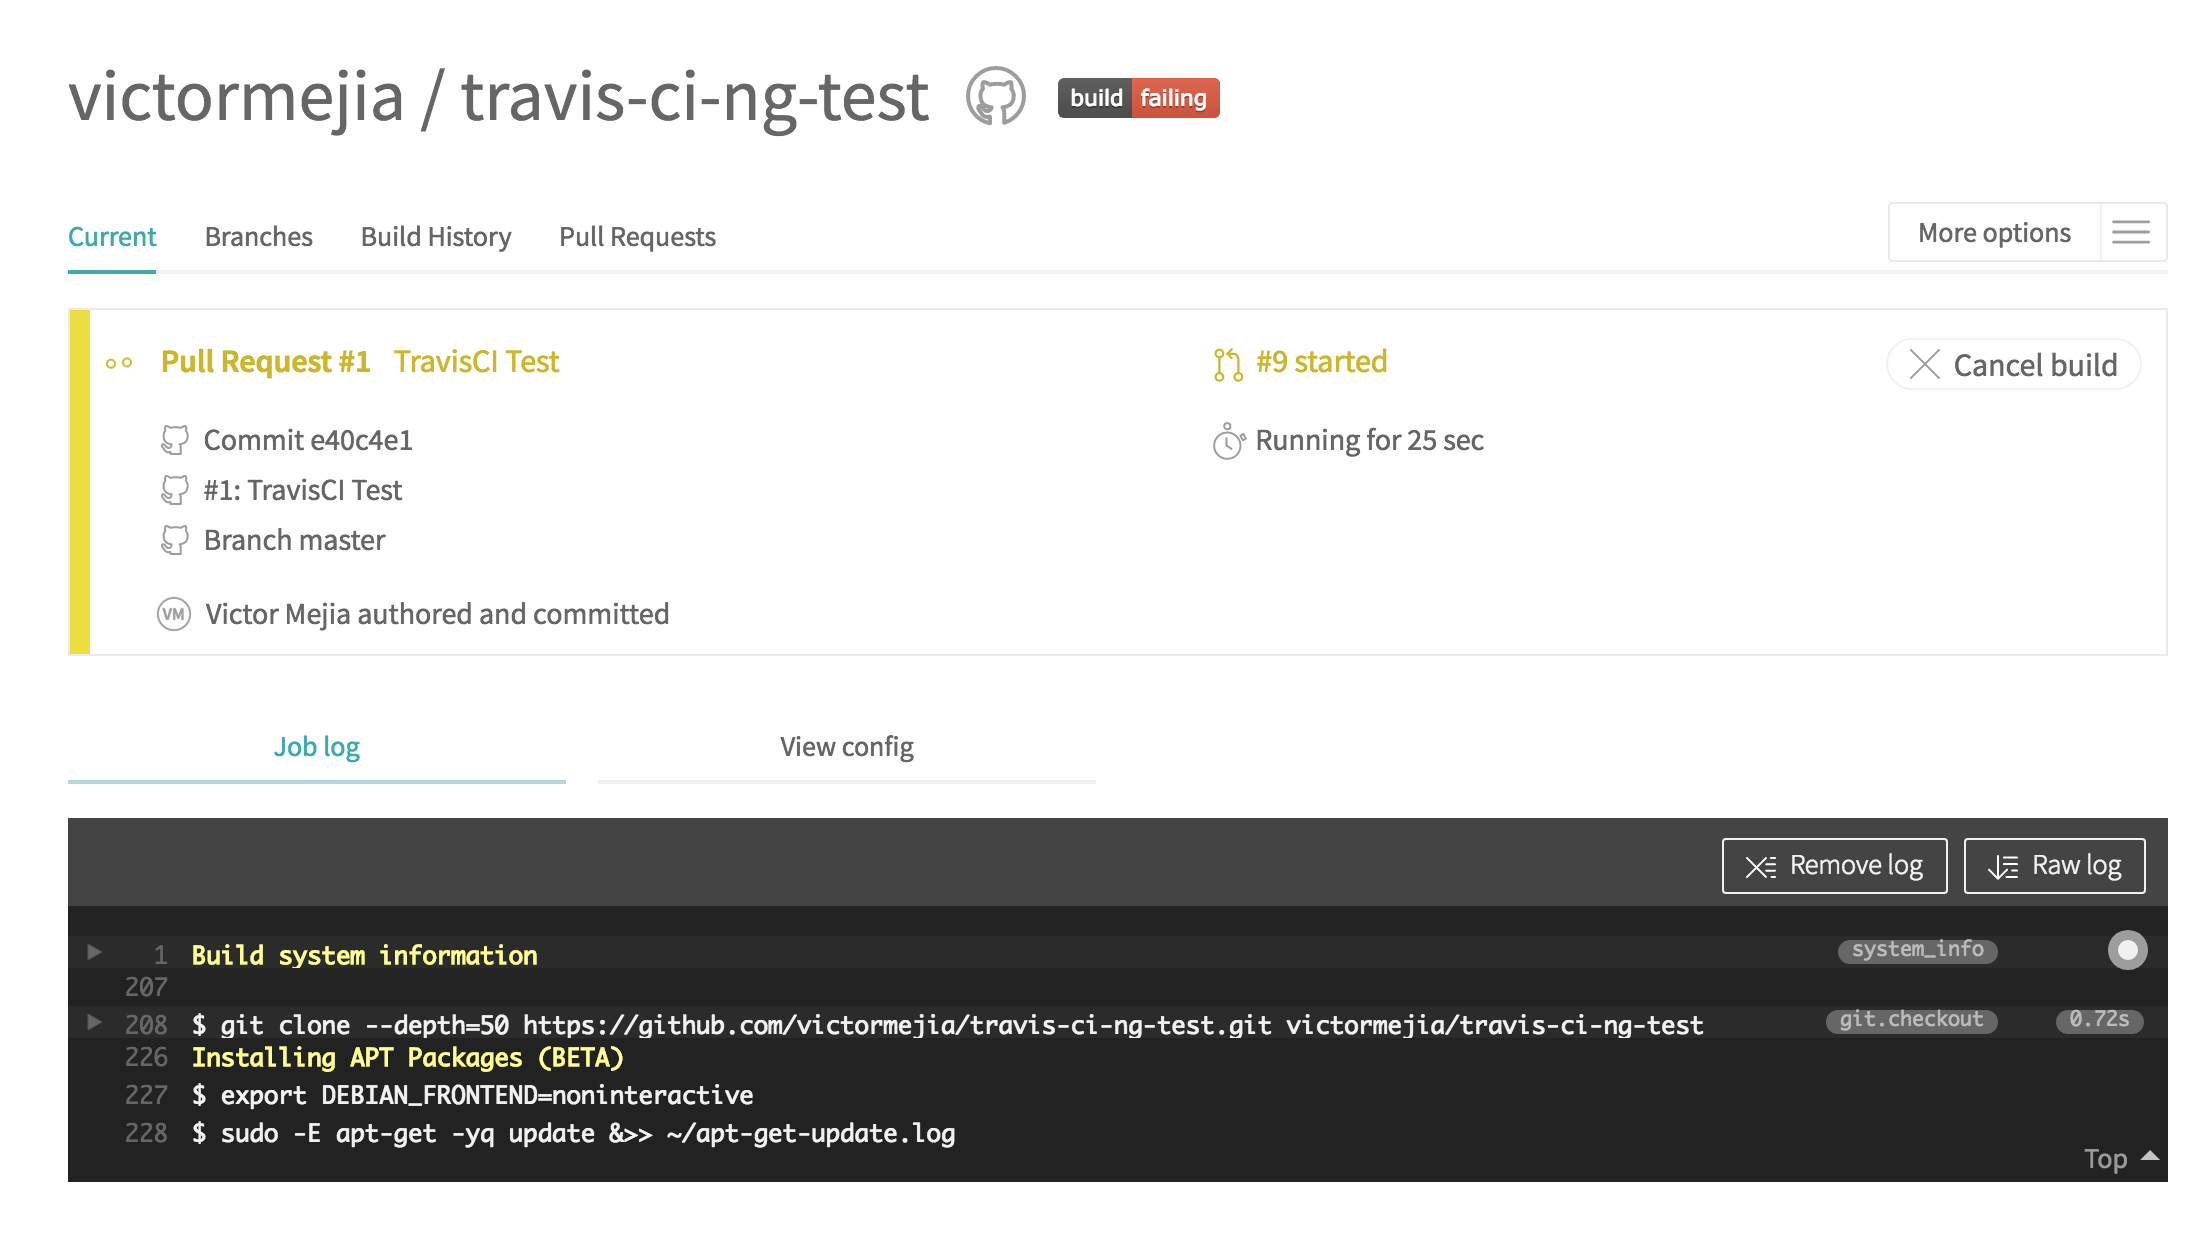 victormejia / travis-ci-ng-test build failing
Current Branches Build History Pull Requests More options
Pull Request #1 TravisCI Test #9 started Cancel build
Commit e40c4e1 Running for 25 sec
#1: TravisCI Test
Branch master
VM Victor Mejia authored and committed
Job log View config
Remove log Raw log
1 Build system information system_info
207
208 $ git clone --depth=50 https://github.com/victormejia/travis-ci-ng-test.git victormejia/travis-ci-ng-test git.checkout 0.72s
226 Installing APT Packages (BETA)
227 $ export DEBIAN_FRONTEND=noninteractive
228 $ sudo -E apt-get -yq update &>> ~/apt-get-update.log
Top